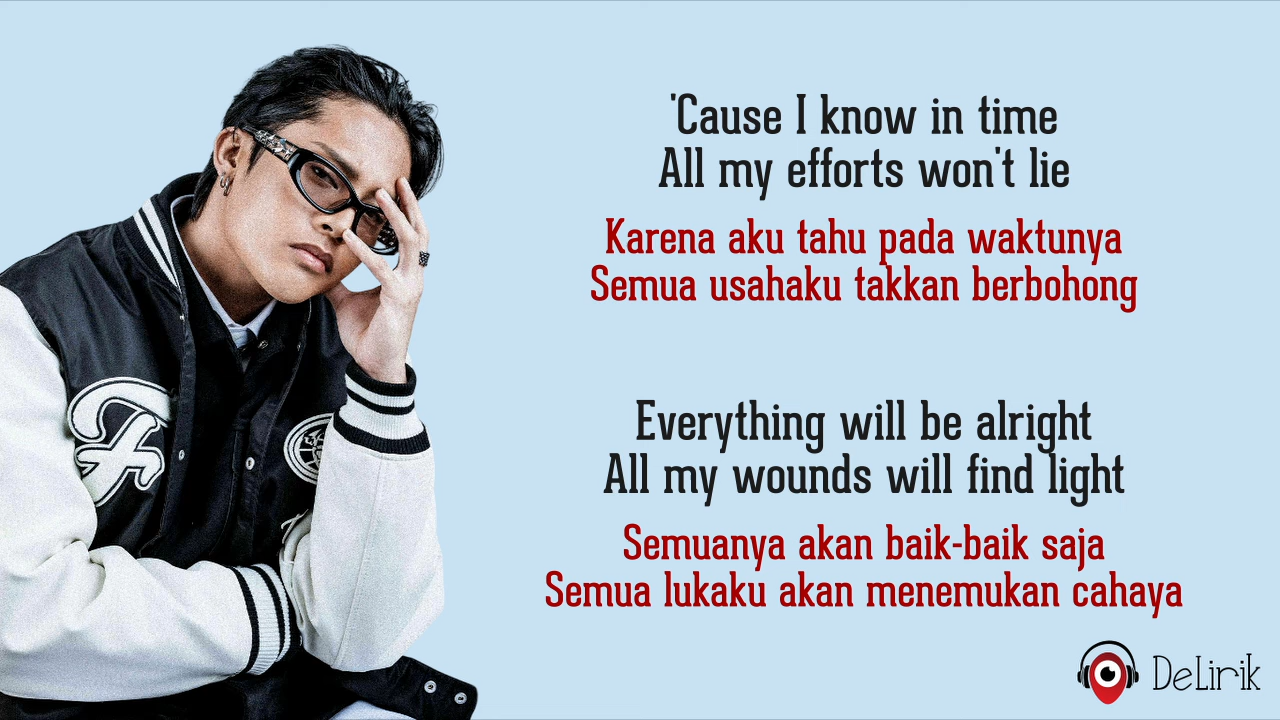 'Cause I know in time
All my efforts won't lie
Karena aku tahu pada waktunya
Semua usahaku takkan berbohong
Everything will be alright
All my wounds will find light
Semuanya akan baik-baik saja
Semua lukaku akan menemukan cahaya
DeLirik